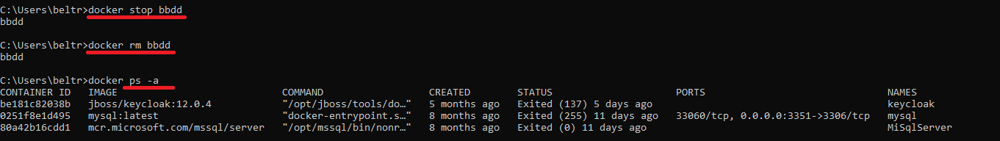 C:\Users\beltr>docker stop bbdd
bbdd
C:\Users\beltr>docker rm bbdd
bbdd
C:\Users\beltr>docker ps -a
CONTAINER ID   IMAGE                            COMMAND                  CREATED        STATUS                     PORTS                               NAMES
be181c82038b   jboss/keycloak:12.0.4            "/opt/jboss/tools/do…"   5 months ago   Exited (137) 5 days ago                                        keycloak
0251f8e1d495   mysql:latest                     "docker-entrypoint.s…"   8 months ago   Exited (255) 11 days ago   33060/tcp, 0.0.0.0:3351->3306/tcp   mysql
80a42b16cdd1   mcr.microsoft.com/mssql/server   "/opt/mssql/bin/nonr…"   8 months ago   Exited (0) 11 days ago                                         MiSqlServer